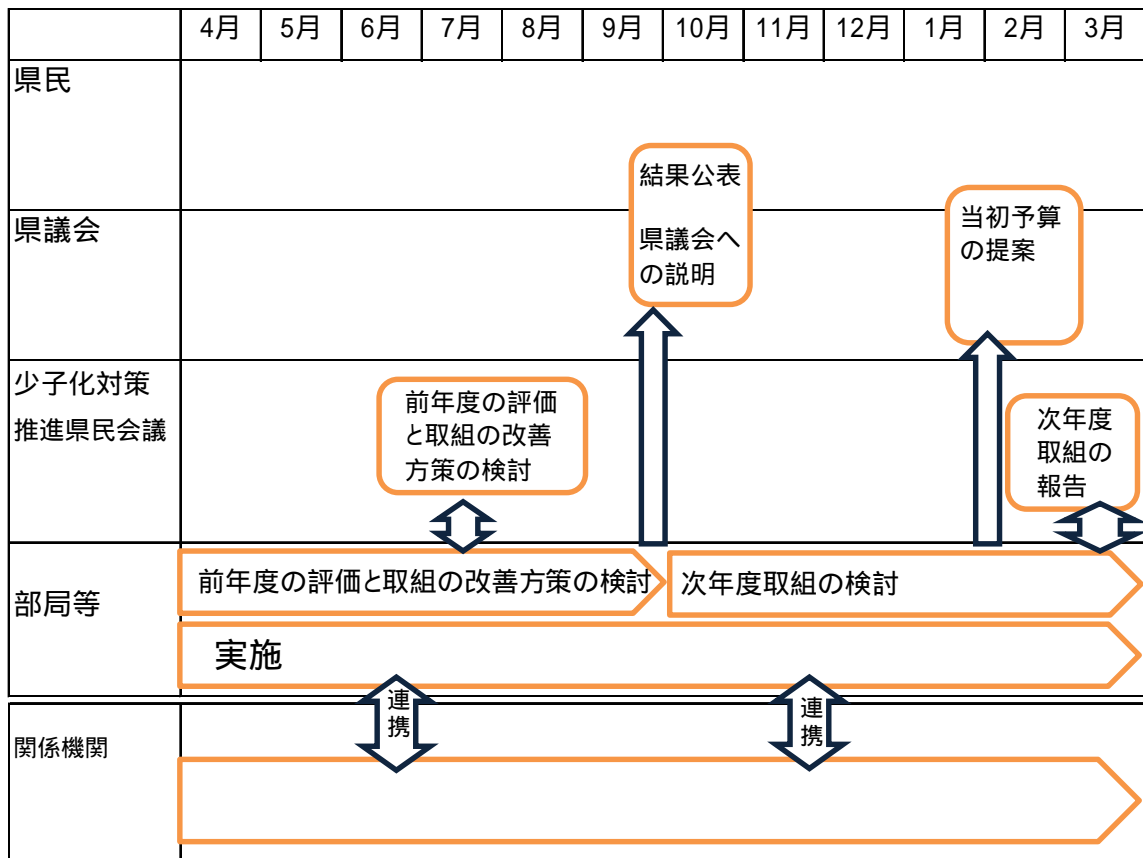 4月 5月 6月 7月 8月 9月 10月 11月 12月 1月 2月 3月
県民
結果公表
県議会
県議会へ
の説明
当初予算
の提案
少子化対策
推進県民会議
前年度の評価
と取組の改善
方策の検討
次年度
取組の
報告
部局等
前年度の評価と取組の改善方策の検討
次年度取組の検討
実施
連
携
連
携
関係機関